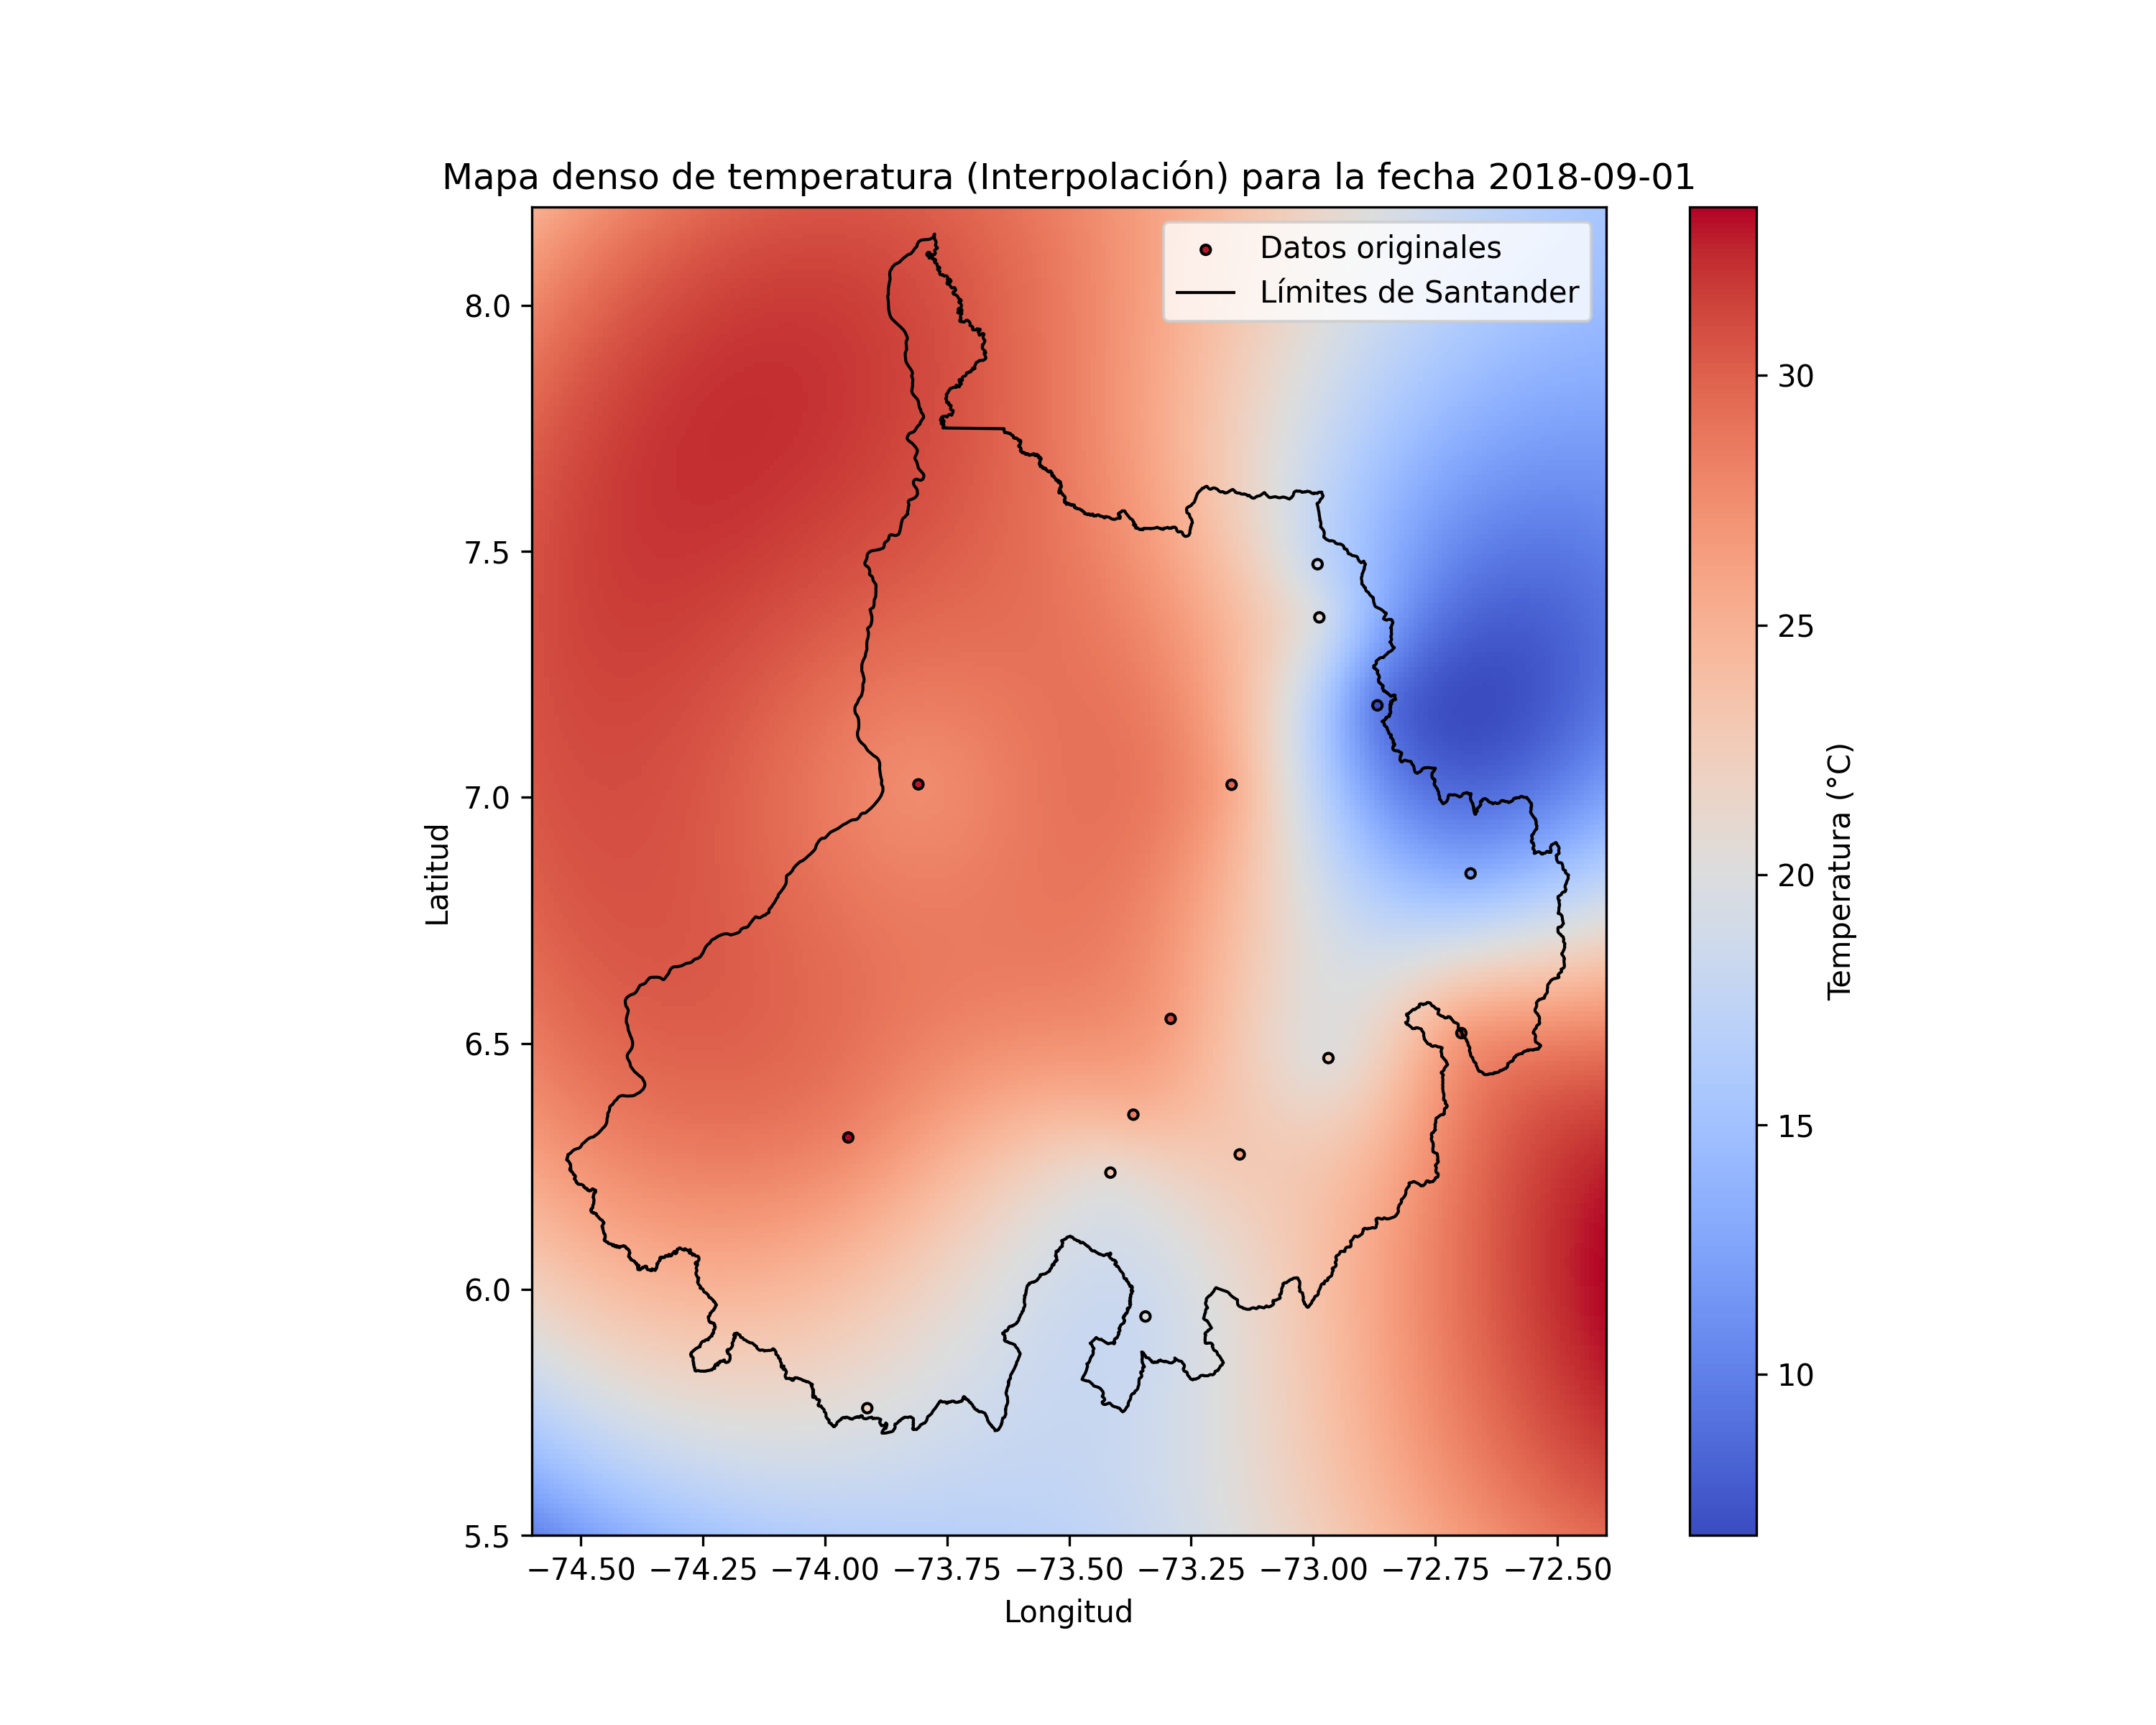 Mapa denso de temperatura (Interpolación) para la fecha 2018-09-01
Datos originales
Límites de Santander
8.0
7.5
7.0
6.5
6.0
5.5
Latitud
−74.50 −74.25 −74.00 −73.75 −73.50 −73.25 −73.00 −72.75 −72.50
Longitud
30
25
20
15
10
Temperatura (°C)